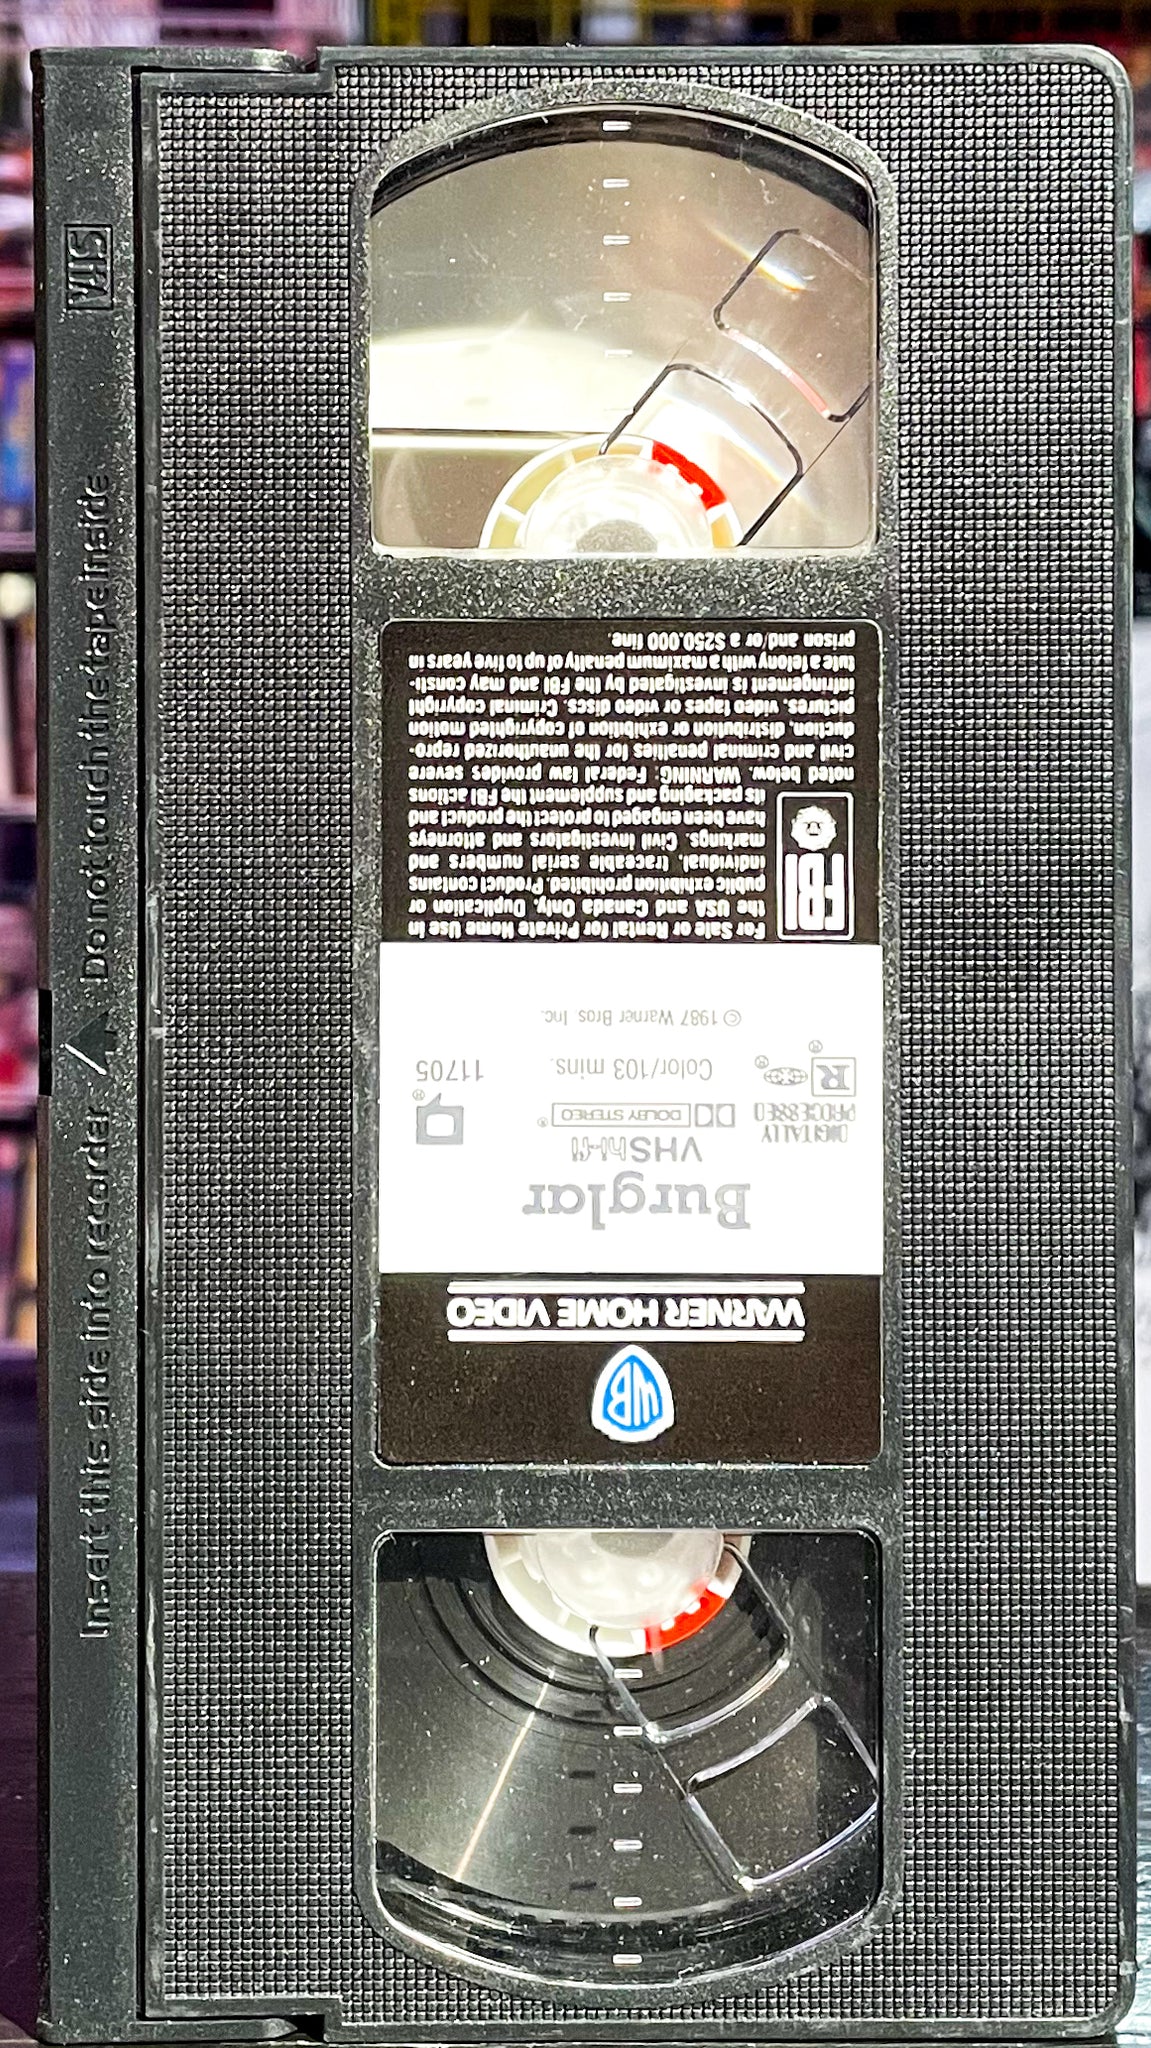 VHS
Insert this side into recorder
Do not touch the tape inside
WB
WARNER HOME VIDEO
Burglar
VHS hi-fi
DIGITALLY
PROCESSED
DOLBY STEREO ®
R ®
®
Color/103 mins.
®
11705
© 1987 Warner Bros. Inc.
FBI
For Sale or Rental for Private Home Use in
the USA and Canada Only. Duplication or
public exhibition prohibited. Product contains
individual, traceable serial numbers and
markings. Civil investigators and attorneys
have been engaged to protect the product and
its packaging and supplement the FBI actions
noted below. WARNING: Federal law provides severe
civil and criminal penalties for the unauthorized repro-
duction, distribution or exhibition of copyrighted motion
pictures, video tapes or video discs. Criminal copyright
infringement is investigated by the FBI and may consti-
tute a felony with a maximum penalty of up to five years in
prison and/or a $250,000 fine.